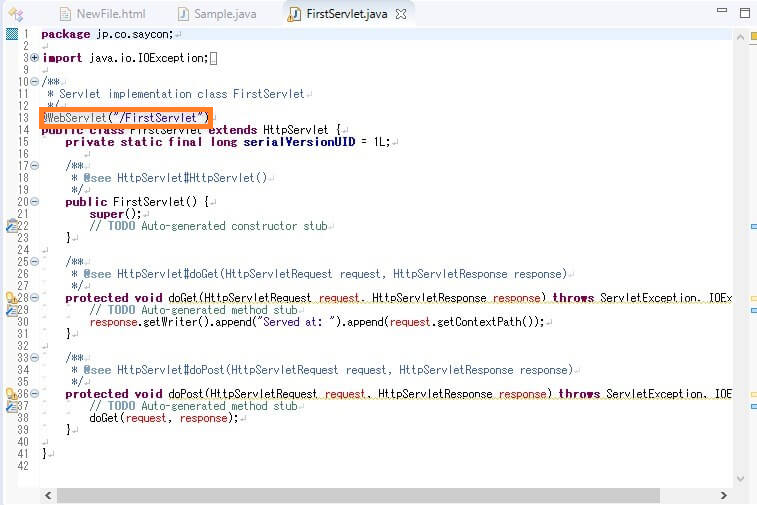 NewFile.html Sample.java FirstServlet.java
1 package jp.co.saycon;
2
3 import java.io.IOException;
9
10 /**
11 * Servlet implementation class FirstServlet
12 */
13 @WebServlet("/FirstServlet")
14 public class FirstServlet extends HttpServlet {
15 private static final long serialVersionUID = 1L;
16
17 /**
18 * @see HttpServlet#HttpServlet()
19 */
20 public FirstServlet() {
21 super();
22 // TODO Auto-generated constructor stub
23 }
24
25 /**
26 * @see HttpServlet#doGet(HttpServletRequest request, HttpServletResponse response)
27 */
28 protected void doGet(HttpServletRequest request, HttpServletResponse response) throws ServletException, IOEx
29 // TODO Auto-generated method stub
30 response.getWriter().append("Served at: ").append(request.getContextPath());
31 }
32
33 /**
34 * @see HttpServlet#doPost(HttpServletRequest request, HttpServletResponse response)
35 */
36 protected void doPost(HttpServletRequest request, HttpServletResponse response) throws ServletException, IOE
37 // TODO Auto-generated method stub
38 doGet(request, response);
39 }
40
41 }
42